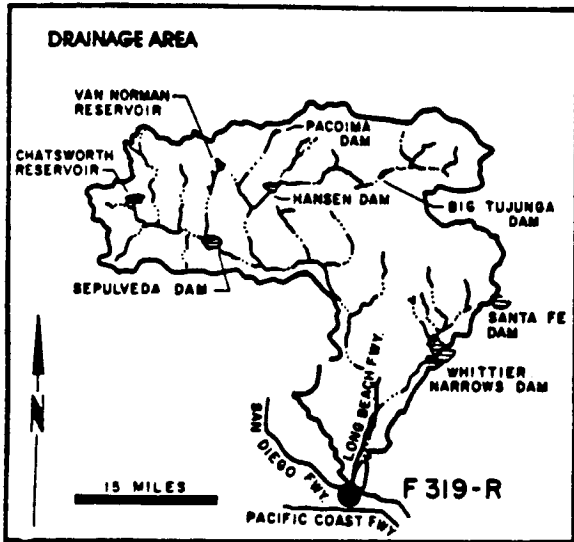 DRAINAGE AREA
VAN NORMAN
RESERVOIR
PACOIMA
DAM
CHATSWORTH
RESERVOIR
HANSEN DAM
BIG TUJUNGA
DAM
SEPULVEDA DAM
SANTA FE
DAM
WHITTIER
NARROWS DAM
LONG BEACH FWY.
SAN
DIEGO FWY.
N
15 MILES
F319-R
PACIFIC COAST FWY